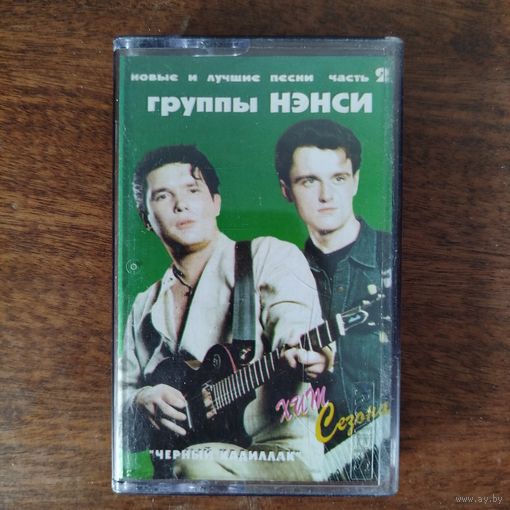 новые и лучшие песни часть 2
группы НЭНСИ
хит
Сезона
"ЧЕРНЫЙ КАДИЛЛАК"
www.ay.by